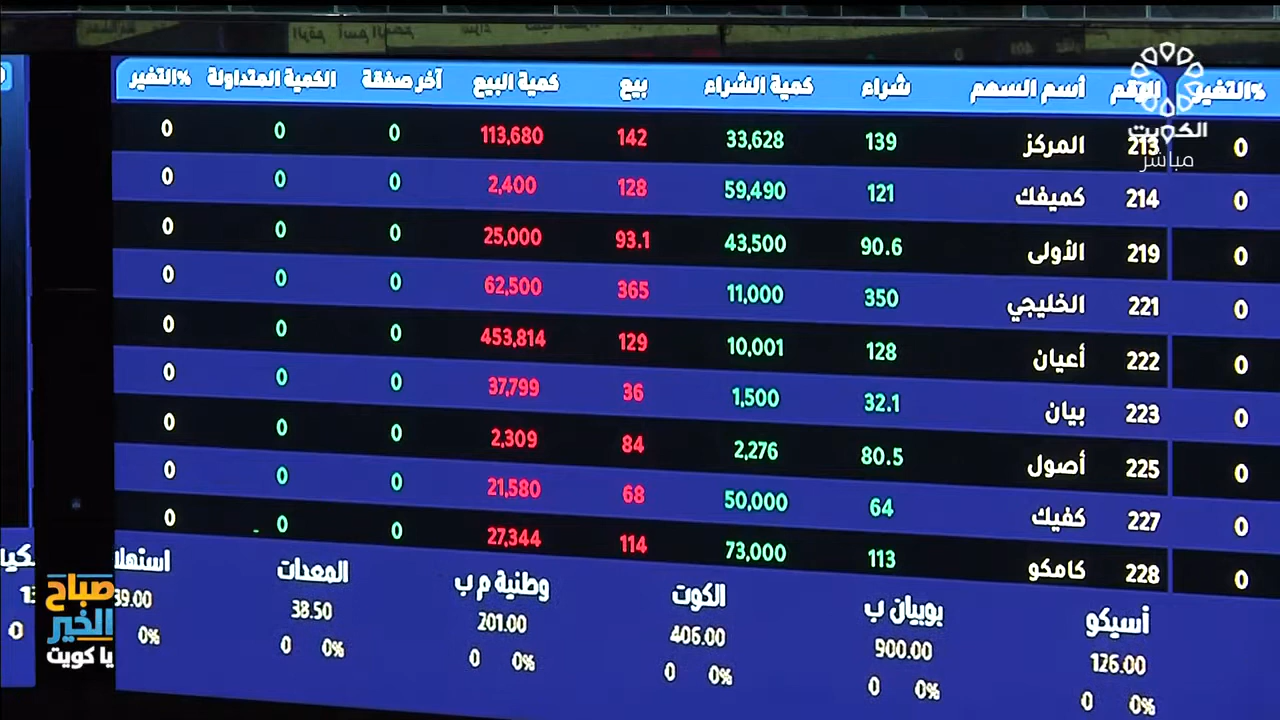 الرقم أسم السهم شراء كمية الشراء بيع كمية البيع آخر صفقة الكمية المتداولة التغير%
التغير%
الكويت
مباشر
213 المركز 139 33,628 142 113,680 0 0 0
214 كميفك 121 59,490 128 2,400 0 0 0
219 الأولى 90.6 43,500 93.1 25,000 0 0 0
221 الخليجي 350 11,000 365 62,500 0 0 0
222 أعيان 128 10,001 129 453,814 0 0 0
223 بيان 32.1 1,500 36 37,799 0 0 0
225 أصول 80.5 2,276 84 2,309 0 0 0
227 كفيك 64 50,000 68 21,580 0 0 0
228 كامكو 113 73,000 114 27,344 0 0 0
0
0
0
0
0
0
0
0
0
أسيكو بوبيان ب الكوت وطنية م ب المعدات استهلا
126.00 900.00 406.00 201.00 38.50 39.00
0 0% 0 0% 0 0% 0 0% 0 0% 0%
0
صباح
الخير
يا كويت